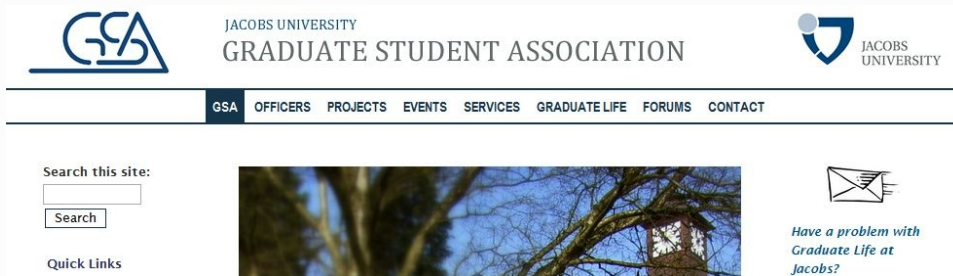 GSA
JACOBS UNIVERSITY
GRADUATE STUDENT ASSOCIATION
JACOBS
UNIVERSITY
GSA OFFICERS PROJECTS EVENTS SERVICES GRADUATE LIFE FORUMS CONTACT
Search this site:
Search
Quick Links
Have a problem with
Graduate Life at
Jacobs?